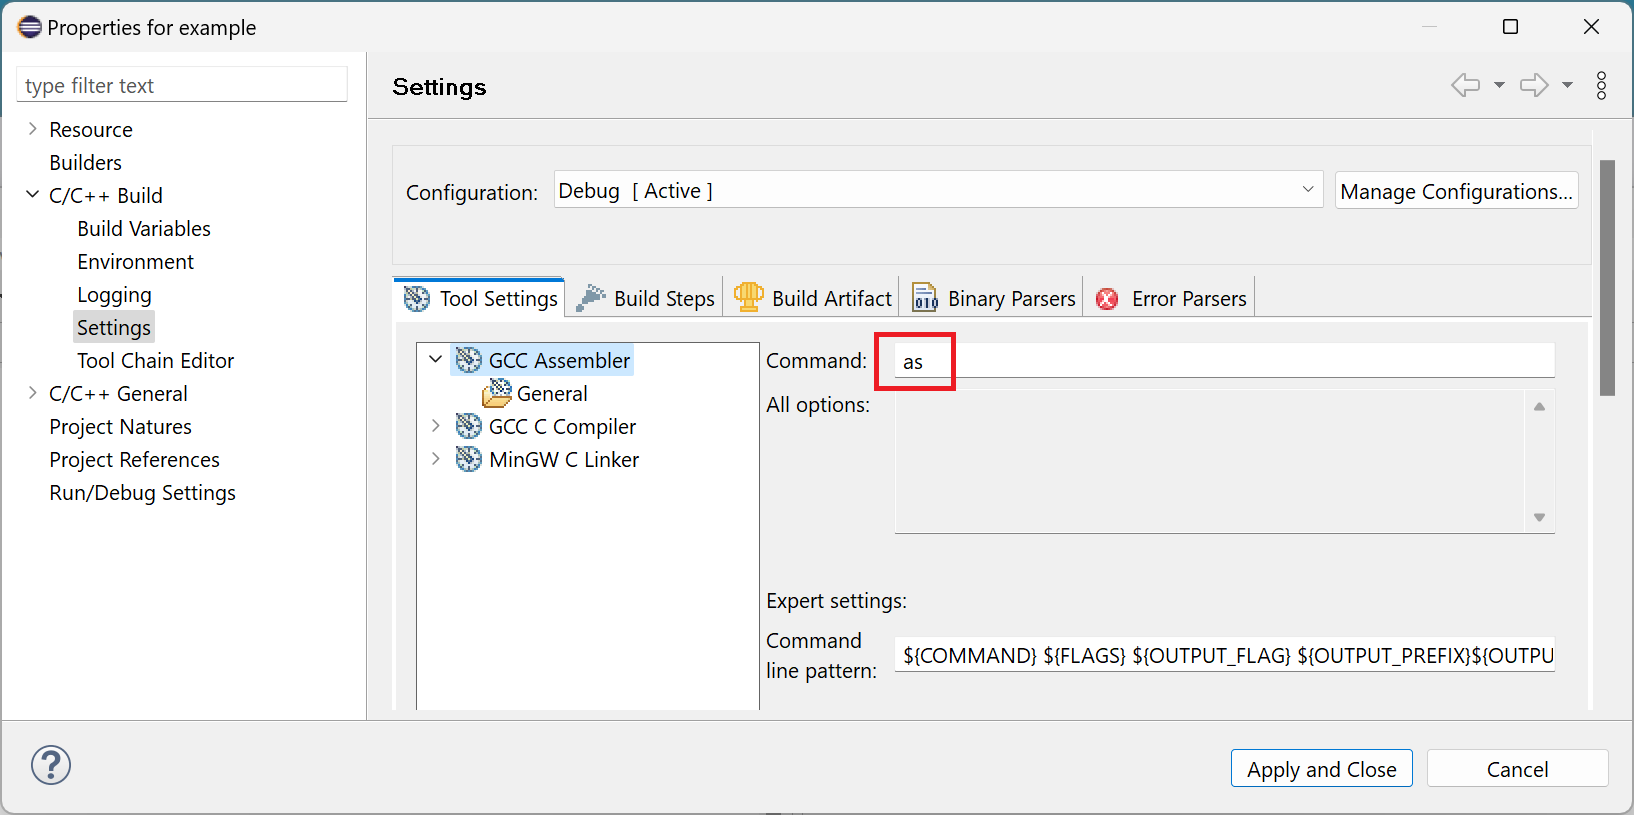 Properties for example
type filter text
Resource
Builders
C/C++ Build
Build Variables
Environment
Logging
Settings
Tool Chain Editor
C/C++ General
Project Natures
Project References
Run/Debug Settings
Settings
Configuration: Debug [ Active ] Manage Configurations...
Tool Settings Build Steps Build Artifact Binary Parsers Error Parsers
GCC Assembler
General
GCC C Compiler
MinGW C Linker
Command: as
All options:
Expert settings:
Command
line pattern: ${COMMAND} ${FLAGS} ${OUTPUT_FLAG} ${OUTPUT_PREFIX}${OUTPU
Apply and Close Cancel